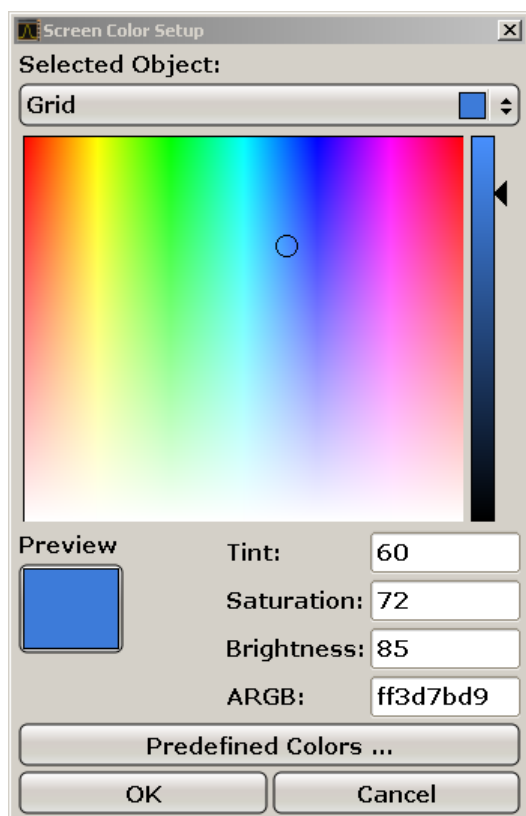 Screen Color Setup
Selected Object:
Grid
Preview
Tint: 60
Saturation: 72
Brightness: 85
ARGB: ff3d7bd9
Predefined Colors ...
OK Cancel